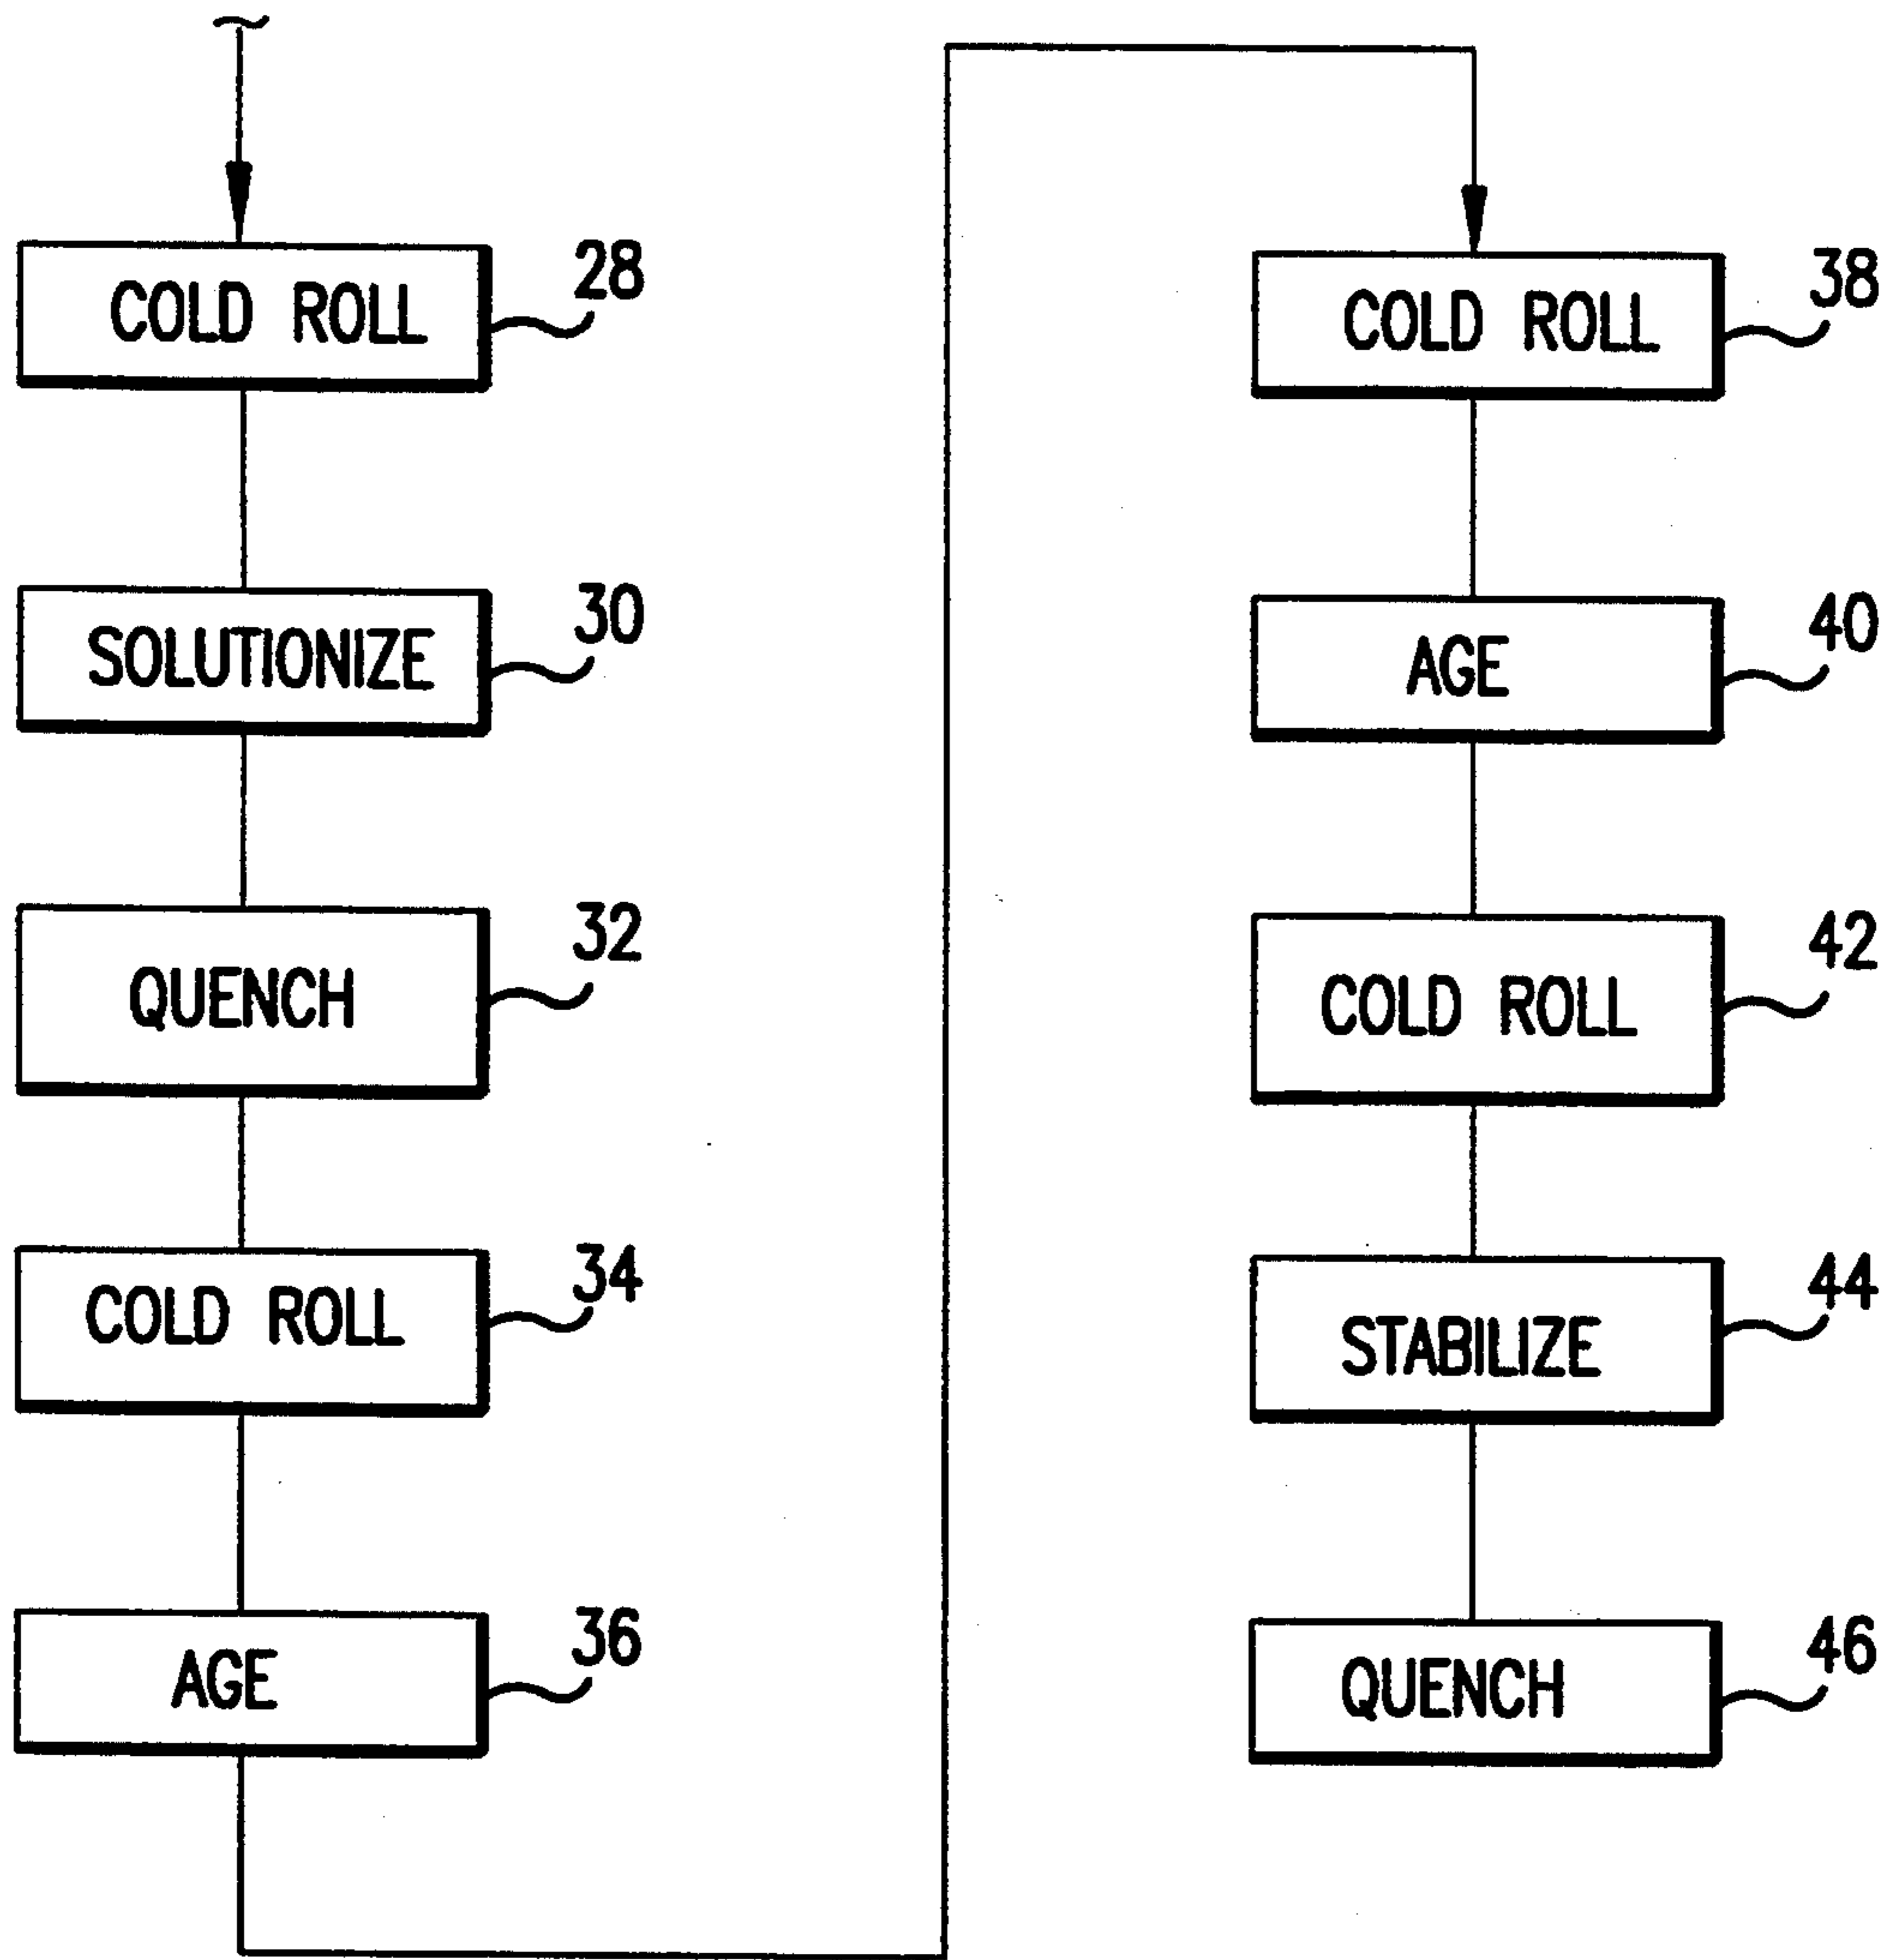 COLD ROLL
28
SOLUTIONIZE
30
QUENCH
32
COLD ROLL
34
AGE
36
COLD ROLL
38
AGE
40
COLD ROLL
42
STABILIZE
44
QUENCH
46